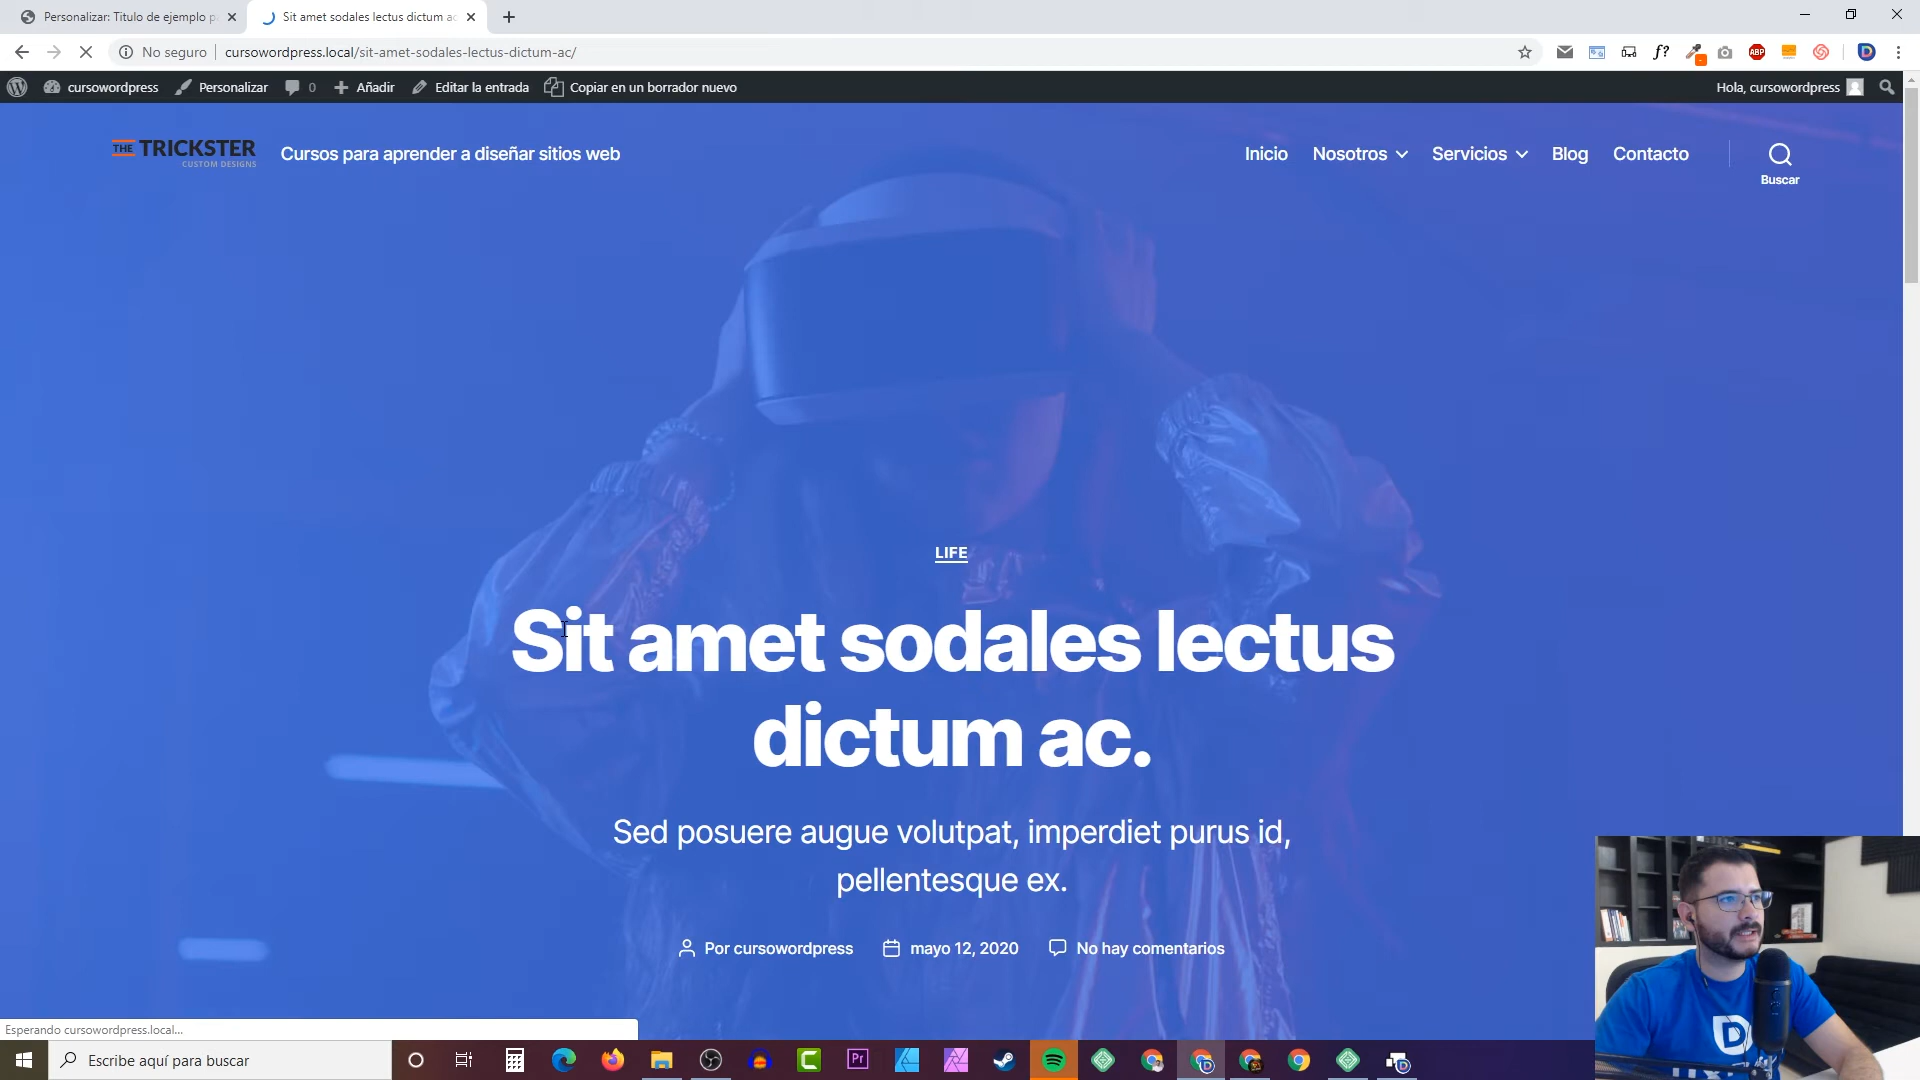 Personalizar: Título de ejemplo p
Sit amet sodales lectus dictum ac
No seguro
cursowordpress.local/sit-amet-sodales-lectus-dictum-ac/
f?
ABP
D
cursowordpress
Personalizar
0
Añadir
Editar la entrada
Copiar en un borrador nuevo
Hola, cursowordpress
THE TRICKSTER
CUSTOM DESIGNS
Cursos para aprender a diseñar sitios web
Inicio
Nosotros
Servicios
Blog
Contacto
Buscar
LIFE
Sit amet sodales lectus
dictum ac.
Sed posuere augue volutpat, imperdiet purus id,
pellentesque ex.
Por cursowordpress
mayo 12, 2020
No hay comentarios
D
Esperando cursowordpress.local...
Escribe aquí para buscar
Pr